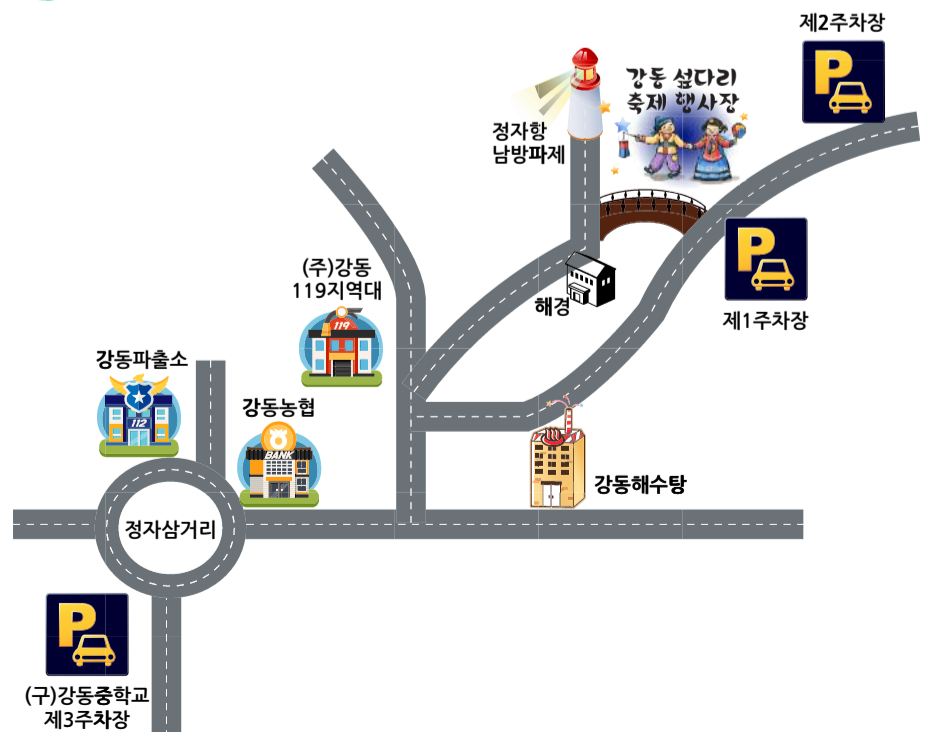 제2주차장
강동 섶다리
축제 행사장
정자항
남방파제
(주)강동
119지역대
119
해경
제1주차장
강동파출소
112
강동농협
BANK
강동해수탕
정자삼거리
P
P
P
(구)강동중학교
제3주차장